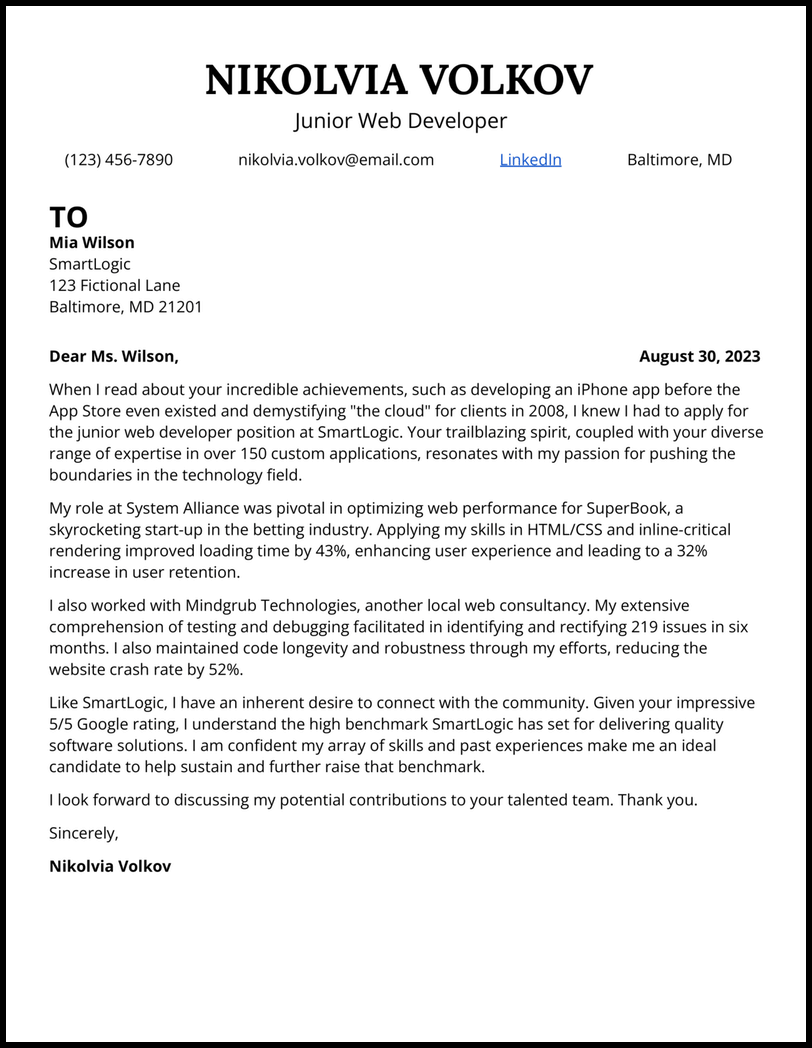 NIKOLVIA VOLKOV
Junior Web Developer
(123) 456-7890 nikolvia.volkov@email.com LinkedIn Baltimore, MD
TO
Mia Wilson
SmartLogic
123 Fictional Lane
Baltimore, MD 21201
Dear Ms. Wilson, August 30, 2023
When I read about your incredible achievements, such as developing an iPhone app before the
App Store even existed and demystifying "the cloud" for clients in 2008, I knew I had to apply for
the junior web developer position at SmartLogic. Your trailblazing spirit, coupled with your diverse
range of expertise in over 150 custom applications, resonates with my passion for pushing the
boundaries in the technology field.
My role at System Alliance was pivotal in optimizing web performance for SuperBook, a
skyrocketing start-up in the betting industry. Applying my skills in HTML/CSS and inline-critical
rendering improved loading time by 43%, enhancing user experience and leading to a 32%
increase in user retention.
I also worked with Mindgrub Technologies, another local web consultancy. My extensive
comprehension of testing and debugging facilitated in identifying and rectifying 219 issues in six
months. I also maintained code longevity and robustness through my efforts, reducing the
website crash rate by 52%.
Like SmartLogic, I have an inherent desire to connect with the community. Given your impressive
5/5 Google rating, I understand the high benchmark SmartLogic has set for delivering quality
software solutions. I am confident my array of skills and past experiences make me an ideal
candidate to help sustain and further raise that benchmark.
I look forward to discussing my potential contributions to your talented team. Thank you.
Sincerely,
Nikolvia Volkov